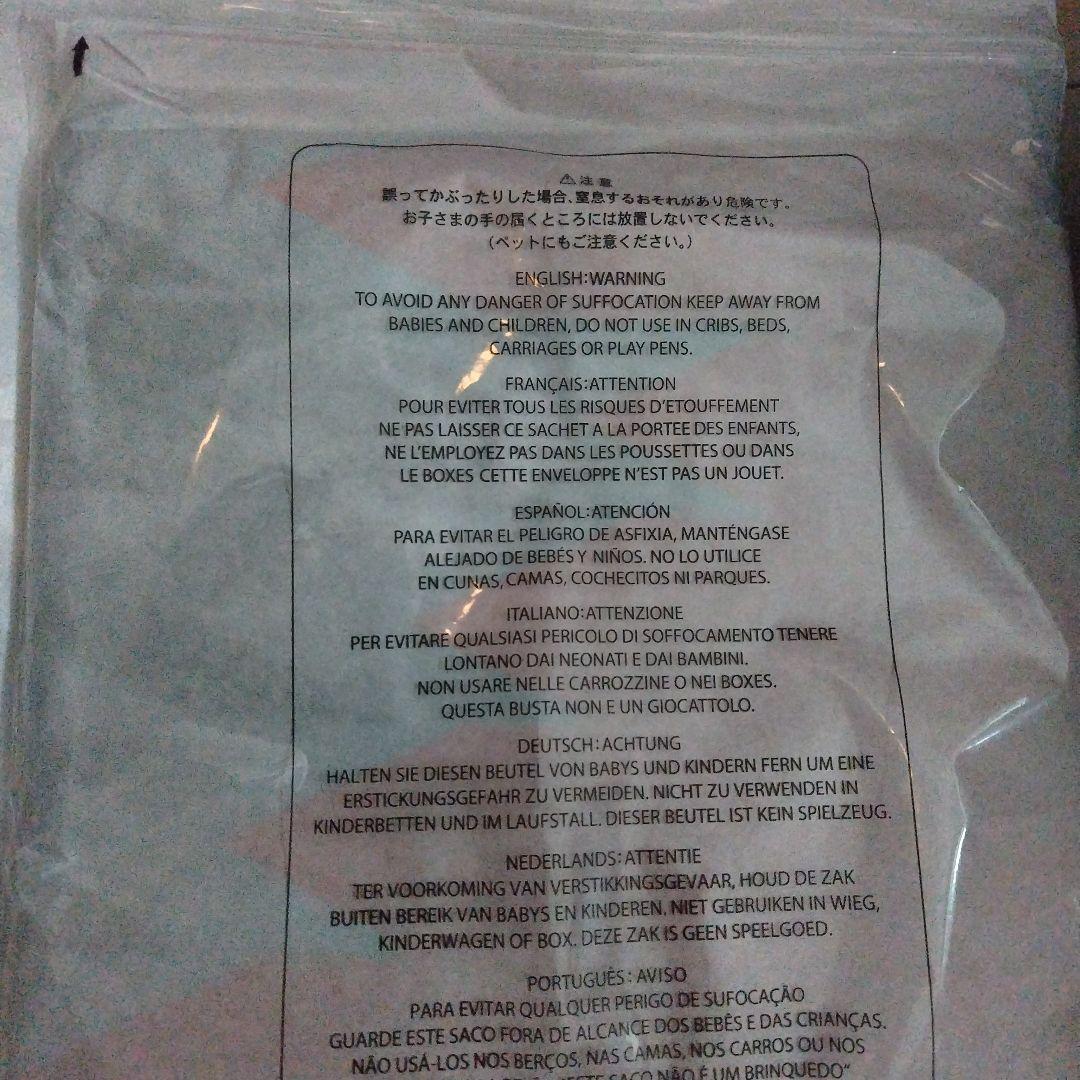 ⚠注意
誤ってかぶったりした場合、窒息するおそれがあり危険です。
お子さまの手の届くところには放置しないでください。
(ペットにもご注意ください。)
ENGLISH:WARNING
TO AVOID ANY DANGER OF SUFFOCATION KEEP AWAY FROM
BABIES AND CHILDREN, DO NOT USE IN CRIBS, BEDS,
CARRIAGES OR PLAY PENS.
FRANÇAIS:ATTENTION
POUR EVITER TOUS LES RISQUES D'ETOUFFEMENT
NE PAS LAISSER CE SACHET A LA PORTEE DES ENFANTS,
NE L'EMPLOYEZ PAS DANS LES POUSSETTES OU DANS
LE BOXES CETTE ENVELOPPE N'EST PAS UN JOUET.
ESPAÑOL:ATENCIÓN
PARA EVITAR EL PELIGRO DE ASFIXIA, MANTÉNGASE
ALEJADO DE BEBÉS Y NIÑOS. NO LO UTILICE
EN CUNAS, CAMAS, COCHECITOS NI PARQUES.
ITALIANO:ATTENZIONE
PER EVITARE QUALSIASI PERICOLO DI SOFFOCAMENTO TENERE
LONTANO DAI NEONATI E DAI BAMBINI.
NON USARE NELLE CARROZZINE O NEI BOXES.
QUESTA BUSTA NON E UN GIOCATTOLO.
DEUTSCH:ACHTUNG
HALTEN SIE DIESEN BEUTEL VON BABYS UND KINDERN FERN UM EINE
ERSTICKUNGSGEFAHR ZU VERMEIDEN. NICHT ZU VERWENDEN IN
KINDERBETTEN UND IM LAUFSTALL. DIESER BEUTEL IST KEIN SPIELZEUG.
NEDERLANDS:ATTENTIE
TER VOORKOMING VAN VERSTIKKINGSGEVAAR, HOUD DE ZAK
BUITEN BEREIK VAN BABYS EN KINDEREN. NIET GEBRUIKEN IN WIEG,
KINDERWAGEN OF BOX. DEZE ZAK IS GEEN SPEELGOED.
PORTUGUÊS:AVISO
PARA EVITAR QUALQUER PERIGO DE SUFOCAÇÃO
GUARDE ESTE SACO FORA DE ALCANCE DOS BEBÊS E DAS CRIANÇAS.
NÃO USÁ-LOS NOS BERÇOS, NAS CAMAS, NOS CARROS OU NOS
SACO NÃO É UM BRINQUEDO"